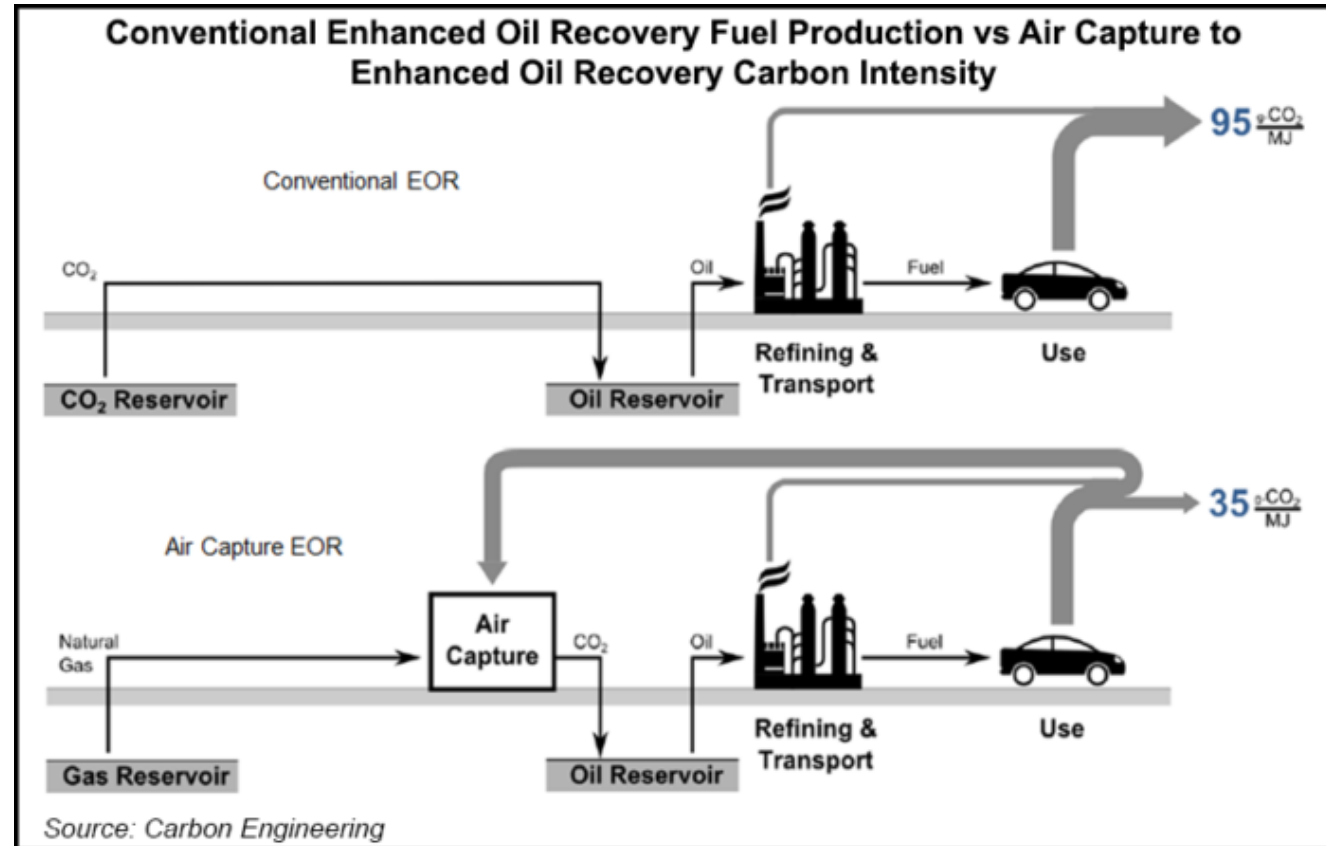 Conventional Enhanced Oil Recovery Fuel Production vs Air Capture to
Enhanced Oil Recovery Carbon Intensity
95 gCO₂
MJ
Conventional EOR
CO₂
Oil
Fuel
Refining &
Transport
Use
CO₂ Reservoir
Oil Reservoir
35 gCO₂
MJ
Air Capture EOR
Natural
Gas
Air
Capture
CO₂
Oil
Fuel
Refining &
Transport
Use
Gas Reservoir
Oil Reservoir
Source: Carbon Engineering